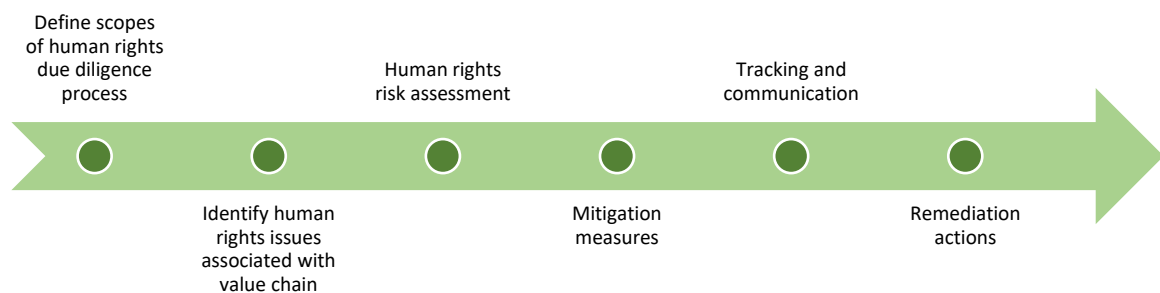 Define scopes
of human rights
due diligence
process
Identify human
rights issues
associated with
value chain
Human rights
risk assessment
Mitigation
measures
Tracking and
communication
Remediation
actions